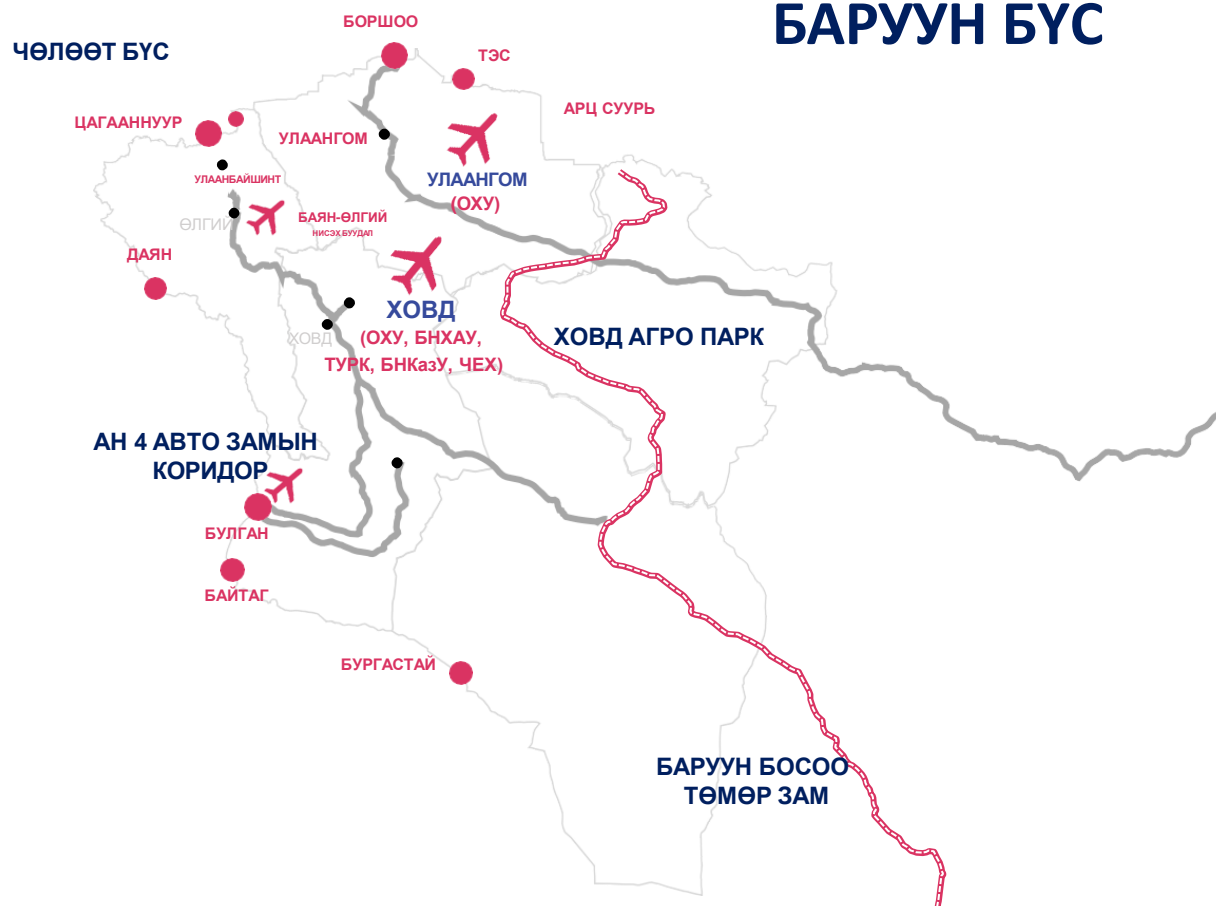 БАРУУН БҮС
ЧӨЛӨӨТ БҮС
БОРШОО
ТЭС
АРЦ СУУРЬ
ЦАГААННУУР
УЛААНГОМ
УЛААНБАЙШИНТ
УЛААНГОМ
(ОХУ)
ӨЛГИЙ
БАЯН-ӨЛГИЙ
НИСЭХ БУУДАЛ
ДАЯН
ХОВД
(ОХУ, БНХАУ,
ТУРК, БНКазУ, ЧЕХ)
ХОВД
ХОВД АГРО ПАРК
АН 4 АВТО ЗАМЫН
КОРИДОР
БУЛГАН
БАЙТАГ
БУРГАСТАЙ
БАРУУН БОСОО
ТӨМӨР ЗАМ